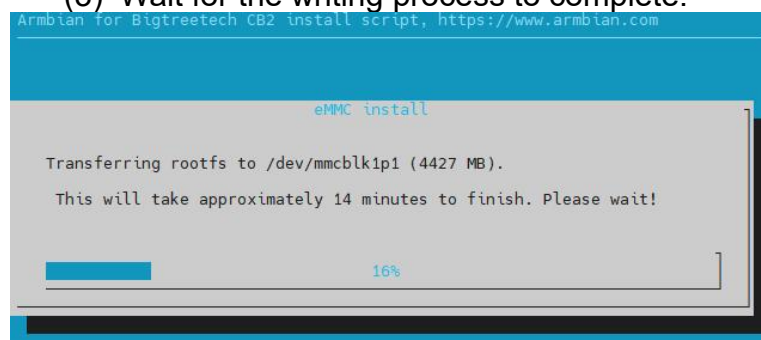 Wait for the writing process to complete.
Armbian for Bigtreetech CB2 install script, https://www.armbian.com
eMMC install
Transferring rootfs to /dev/mmcblk1p1 (4427 MB).
This will take approximately 14 minutes to finish. Please wait!
16%